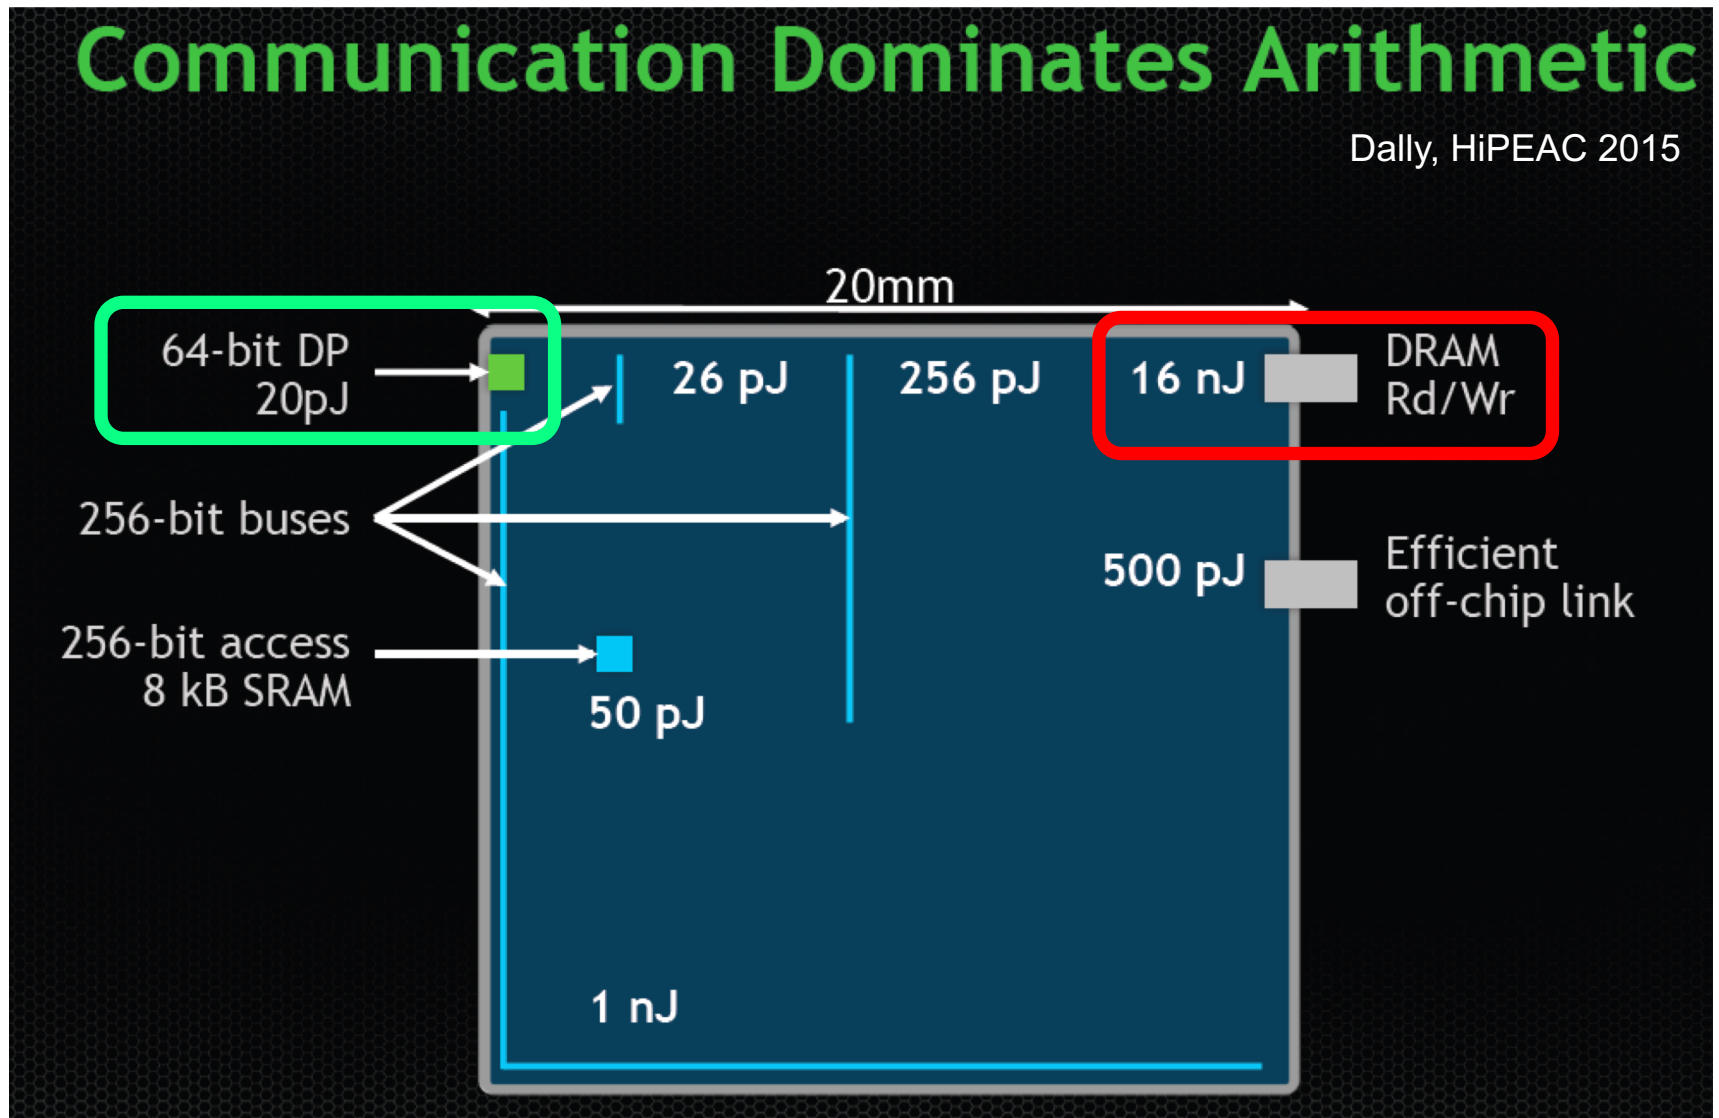 Communication Dominates Arithmetic
Dally, HiPEAC 2015
20mm
64-bit DP
20pJ
26 pJ
256 pJ
16 nJ
DRAM
Rd/Wr
256-bit buses
500 pJ
Efficient
off-chip link
256-bit access
8 kB SRAM
50 pJ
1 nJ